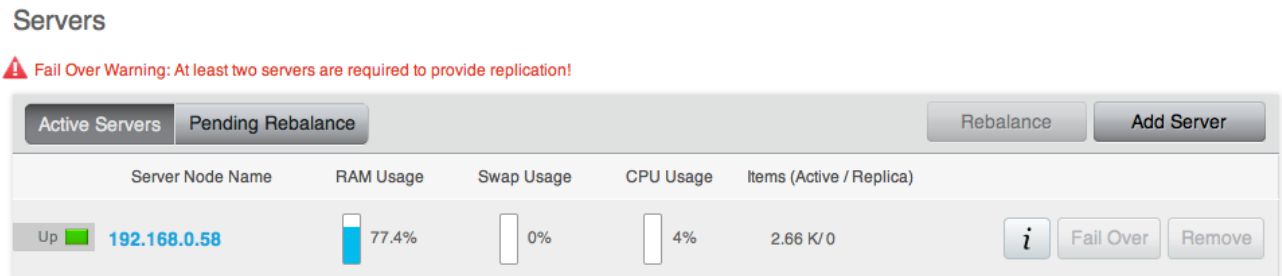 Servers
Fail Over Warning: At least two servers are required to provide replication!
Active Servers Pending Rebalance Rebalance Add Server
Server Node Name RAM Usage Swap Usage CPU Usage Items (Active / Replica)
Up 192.168.0.58 77.4% 0% 4% 2.66 K/0 i Fail Over Remove